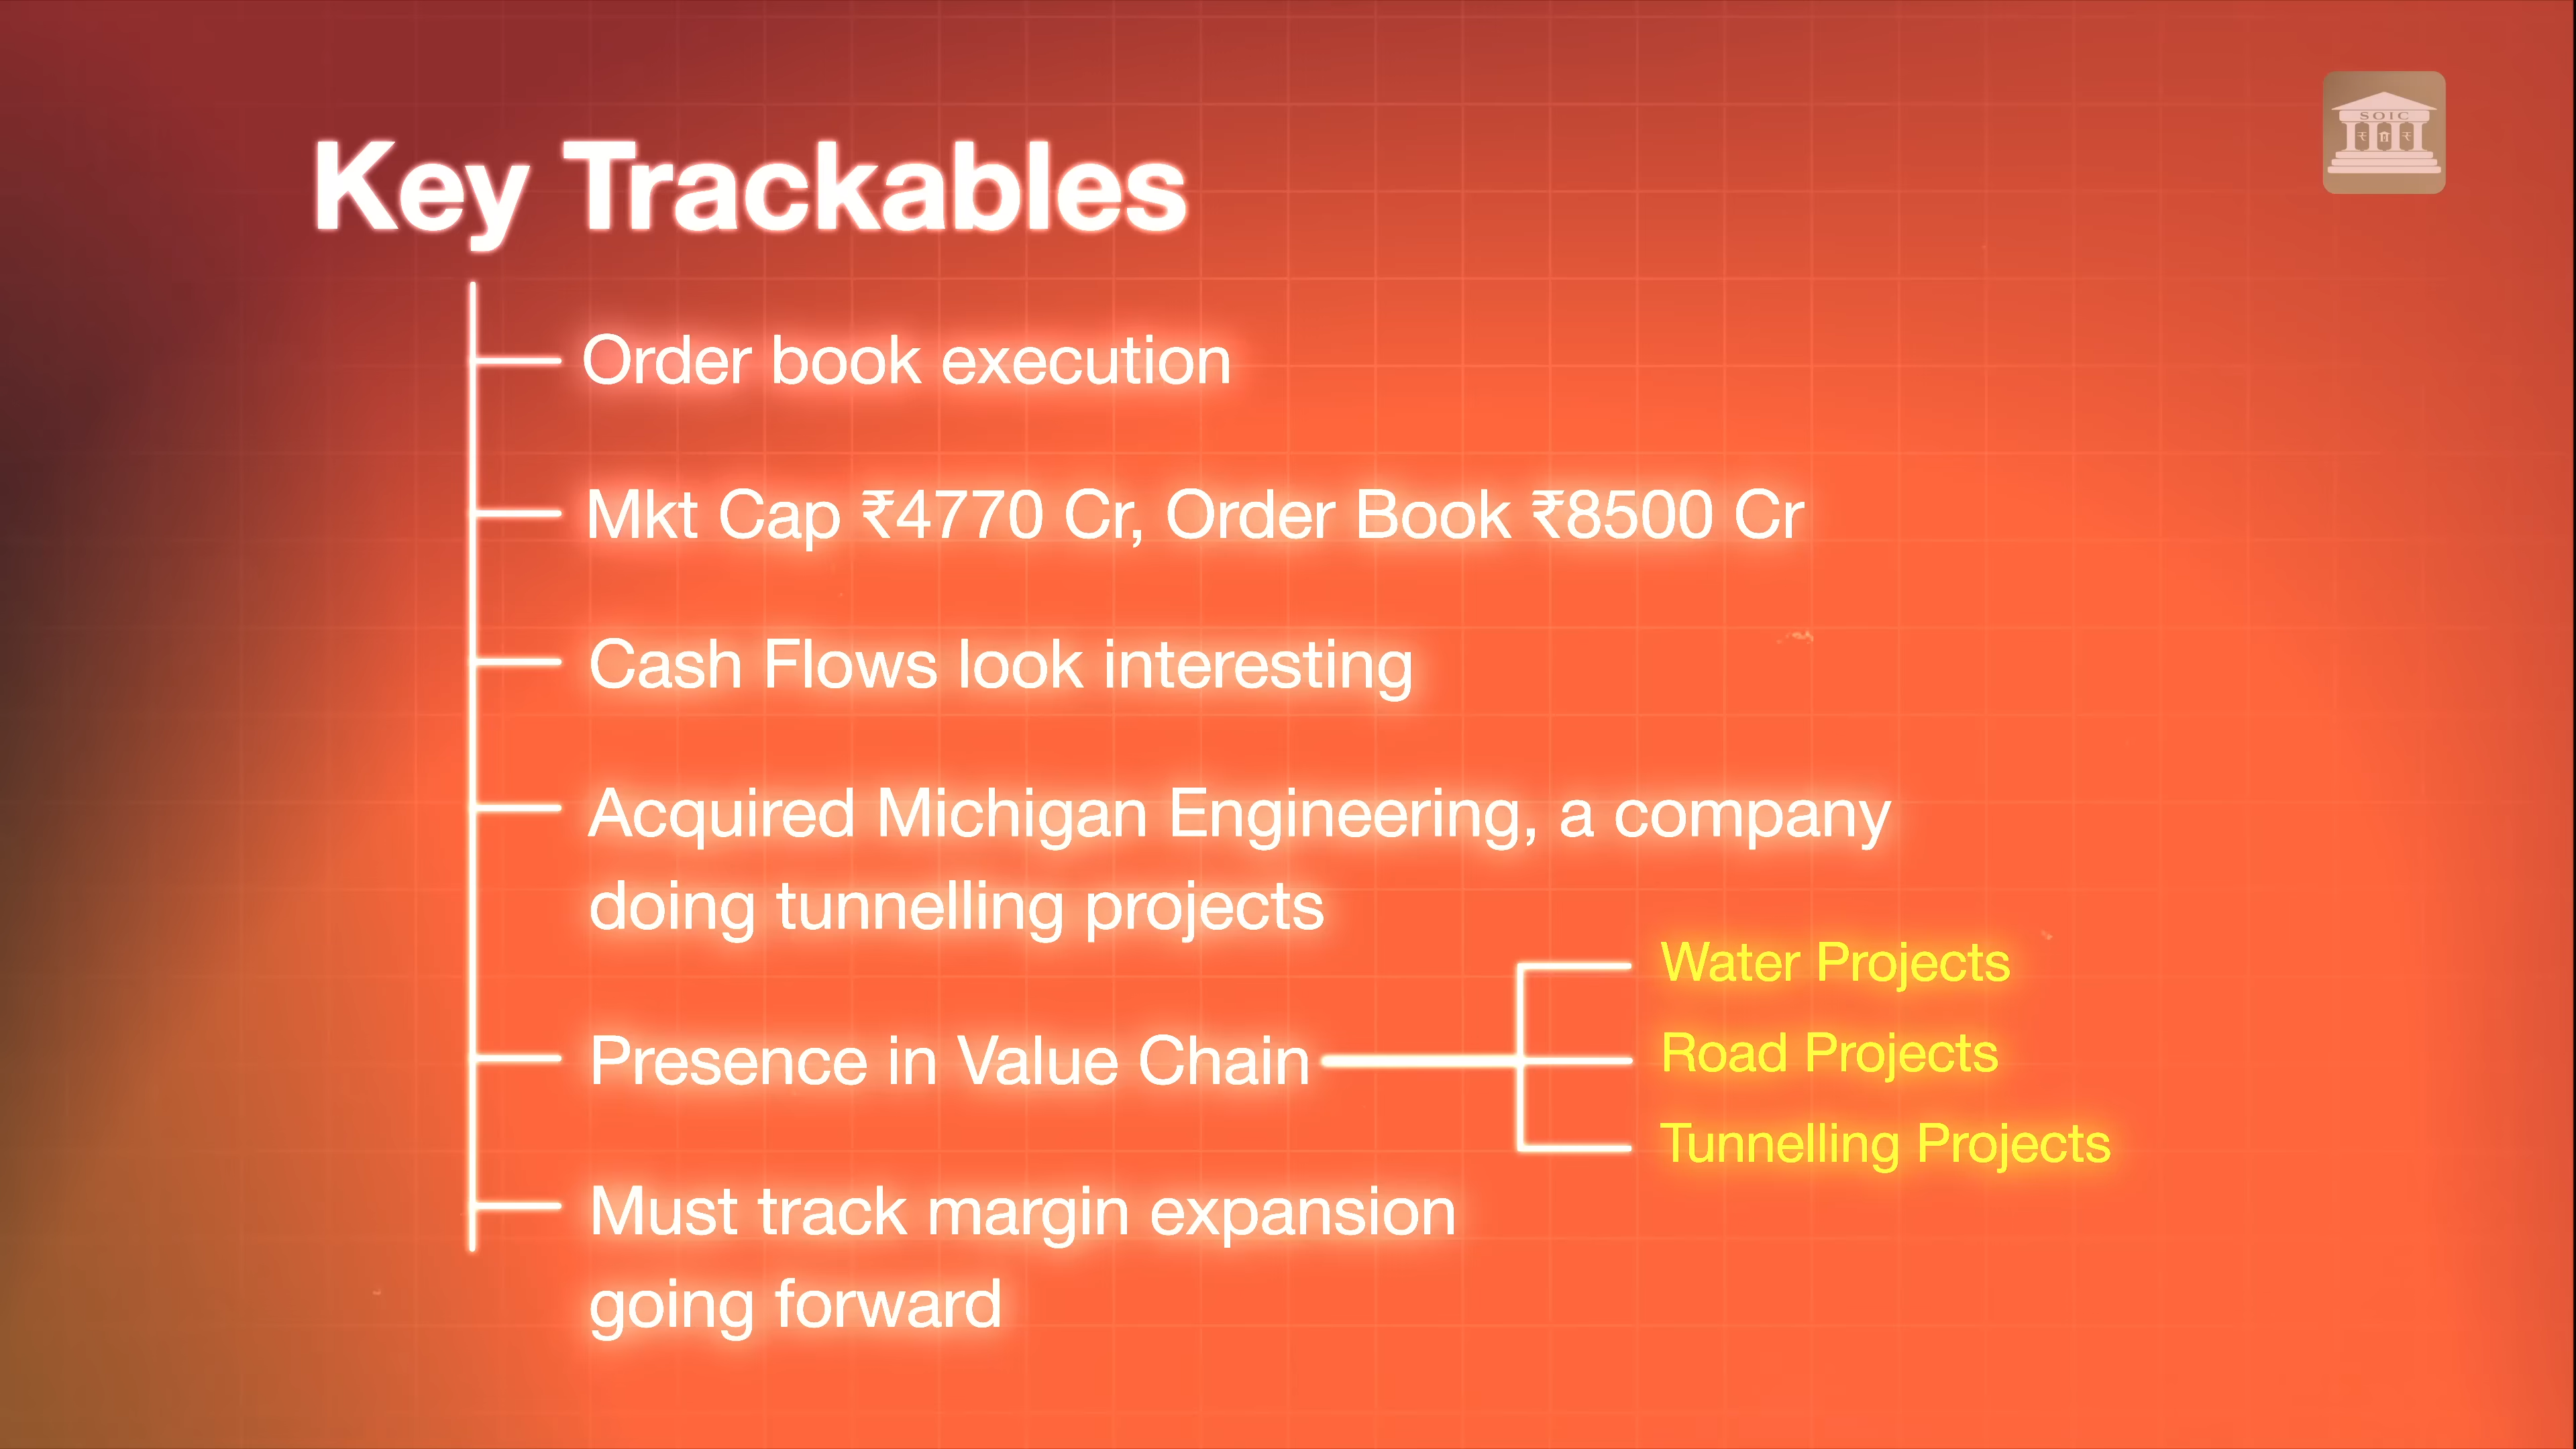 SOIC
Key Trackables
Order book execution
Mkt Cap ₹4770 Cr, Order Book ₹8500 Cr
Cash Flows look interesting
Acquired Michigan Engineering, a company
doing tunnelling projects
Presence in Value Chain
Water Projects
Road Projects
Tunnelling Projects
Must track margin expansion
going forward